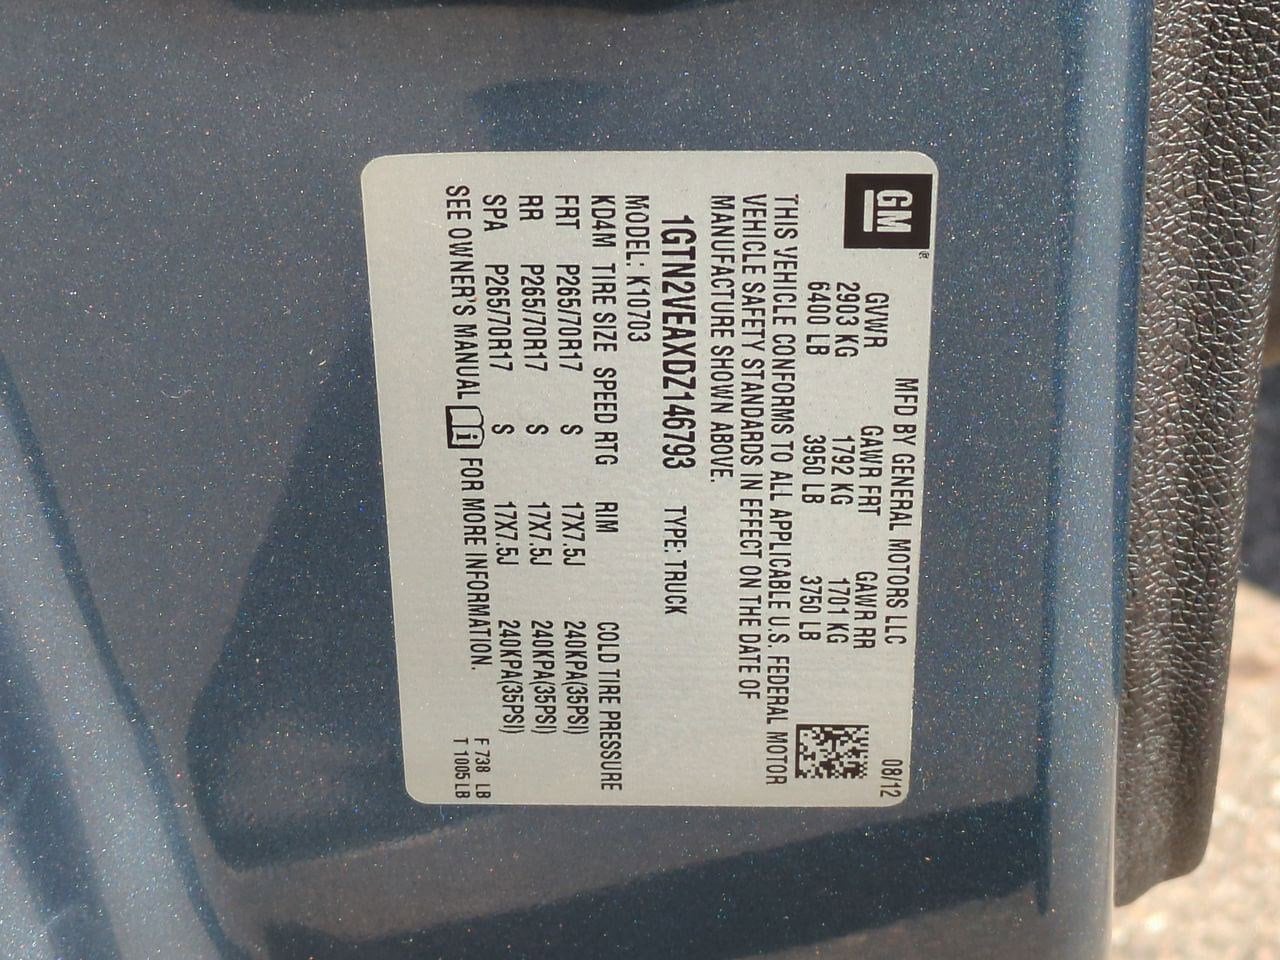 GM®
MFD BY GENERAL MOTORS LLC 08/12
GVWR GAWR FRT GAWR RR
2903 KG 1792 KG 1701 KG
6400 LB 3950 LB 3750 LB
THIS VEHICLE CONFORMS TO ALL APPLICABLE U.S. FEDERAL MOTOR
VEHICLE SAFETY STANDARDS IN EFFECT ON THE DATE OF
MANUFACTURE SHOWN ABOVE.
1GTN2VEAXDZ146793 TYPE: TRUCK
MODEL: K10703
KD4M TIRE SIZE SPEED RTG RIM COLD TIRE PRESSURE
FRT P265/70R17 S 17X7.5J 240KPA(35PSI)
RR P265/70R17 S 17X7.5J 240KPA(35PSI)
SPA P265/70R17 S 17X7.5J 240KPA(35PSI)
SEE OWNER'S MANUAL FOR MORE INFORMATION.
F 738 LB
T 1005LB